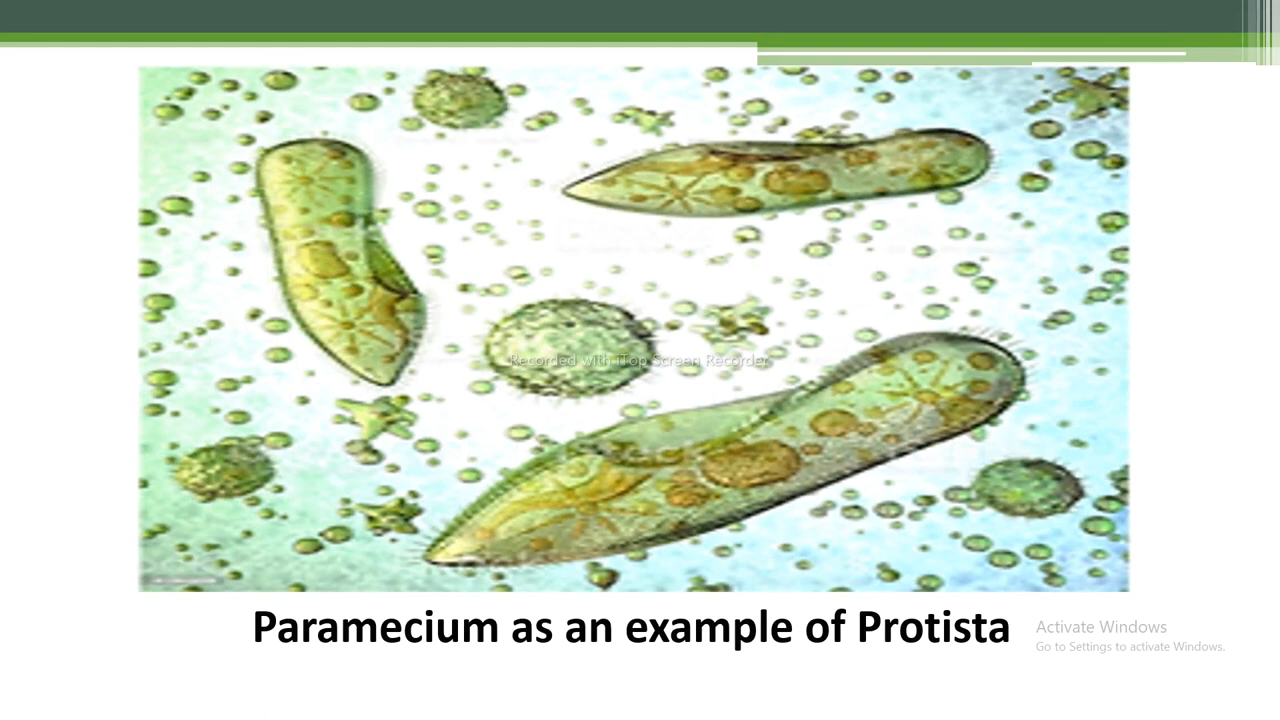 Recorded with iTop Screen Recorder
Paramecium as an example of Protista
Activate Windows
Go to Settings to activate Windows.